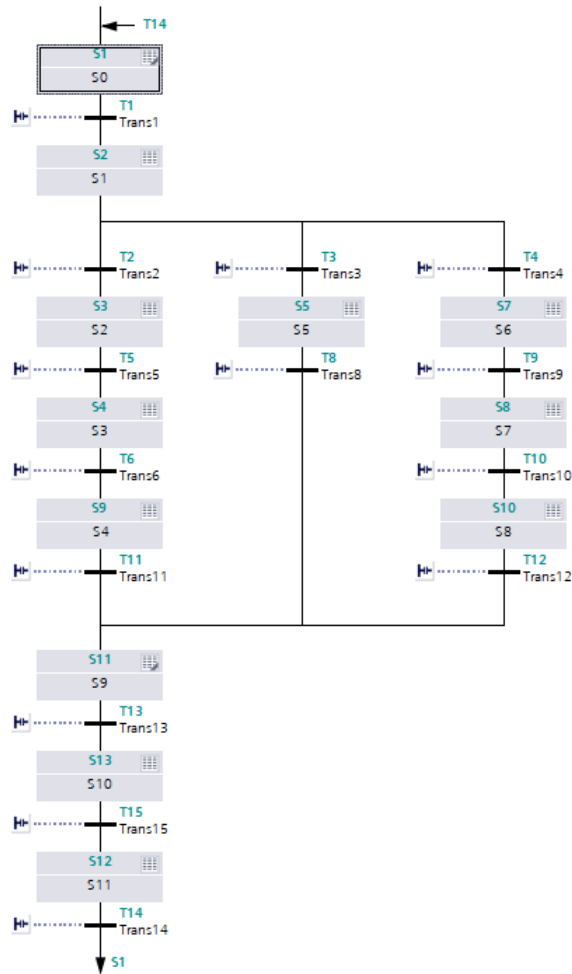 T14
S1
S0
T1
Trans1
S2
S1
T2 T3 T4
Trans2 Trans3 Trans4
S3 S5 S7
S2 S5 S6
T5 T8 T9
Trans5 Trans8 Trans9
S4 S8
S3 S7
T6 T10
Trans6 Trans10
S9 S10
S4 S8
T11 T12
Trans11 Trans12
S11
S9
T13
Trans13
S13
S10
T15
Trans15
S12
S11
T14
Trans14
S1